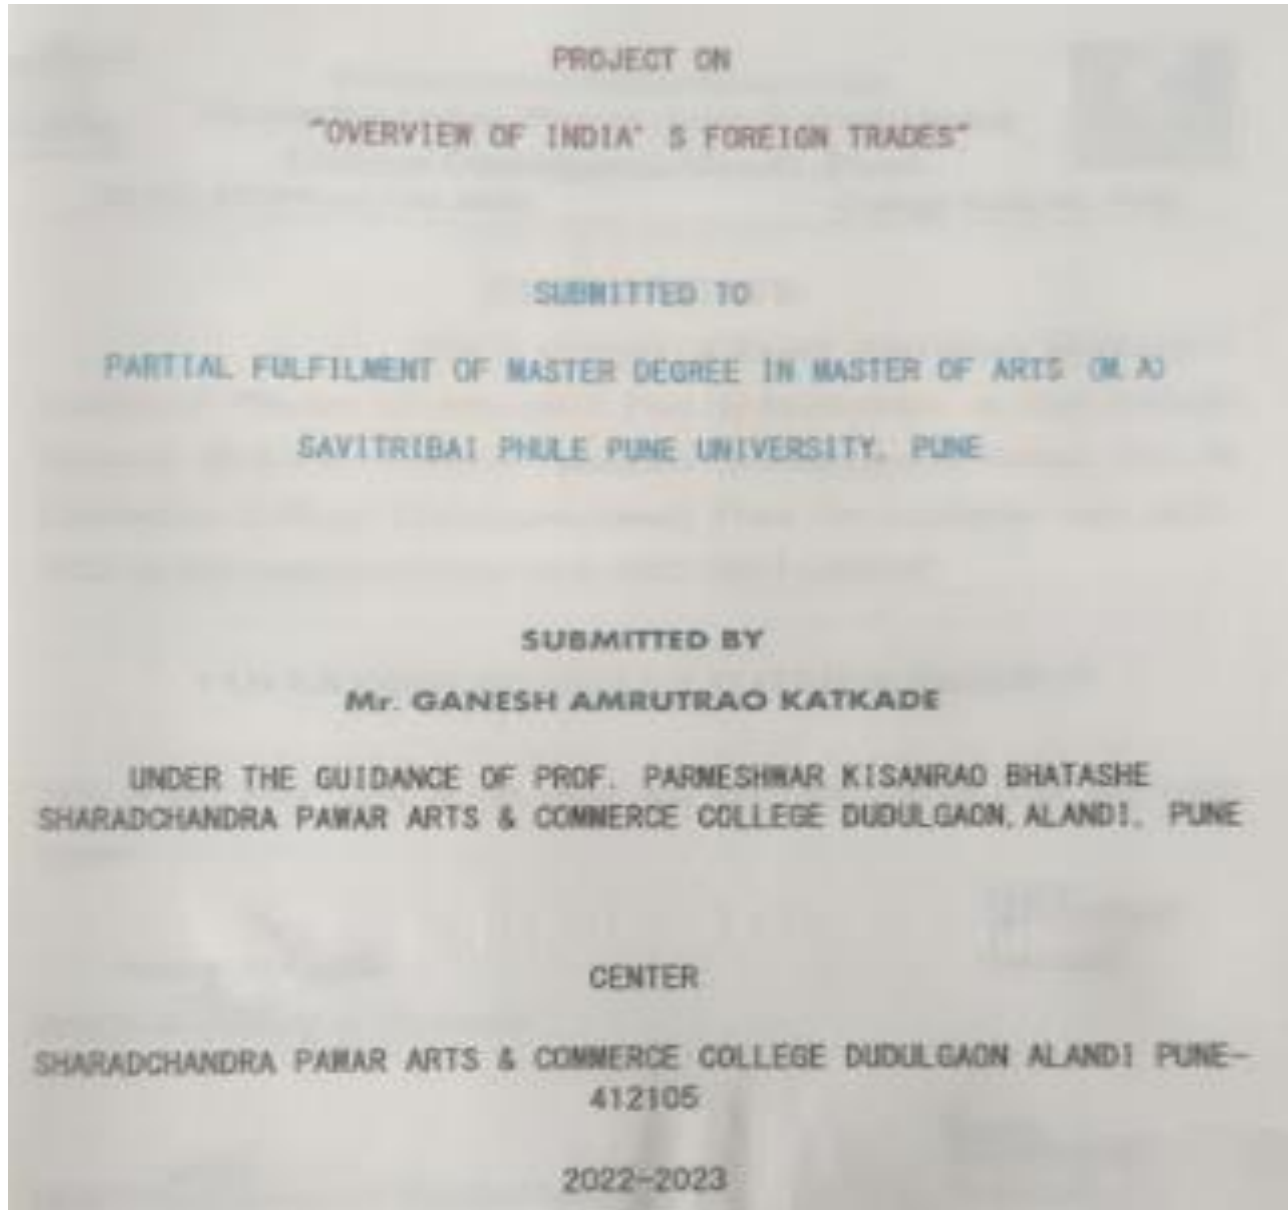 PROJECT ON
"OVERVIEW OF INDIA' S FOREIGN TRADES"
SUBMITTED TO
PARTIAL FULFILMENT OF MASTER DEGREE IN MASTER OF ARTS (M.A)
SAVITRIBAI PHULE PUNE UNIVERSITY, PUNE
SUBMITTED BY
Mr. GANESH AMRUTRAO KATKADE
UNDER THE GUIDANCE OF PROF. PARMESHWAR KISANRAO BHATASHE
SHARADCHANDRA PAWAR ARTS & COMMERCE COLLEGE DUDULGAON, ALANDI, PUNE
CENTER
SHARADCHANDRA PAWAR ARTS & COMMERCE COLLEGE DUDULGAON ALANDI PUNE-
412105
2022-2023